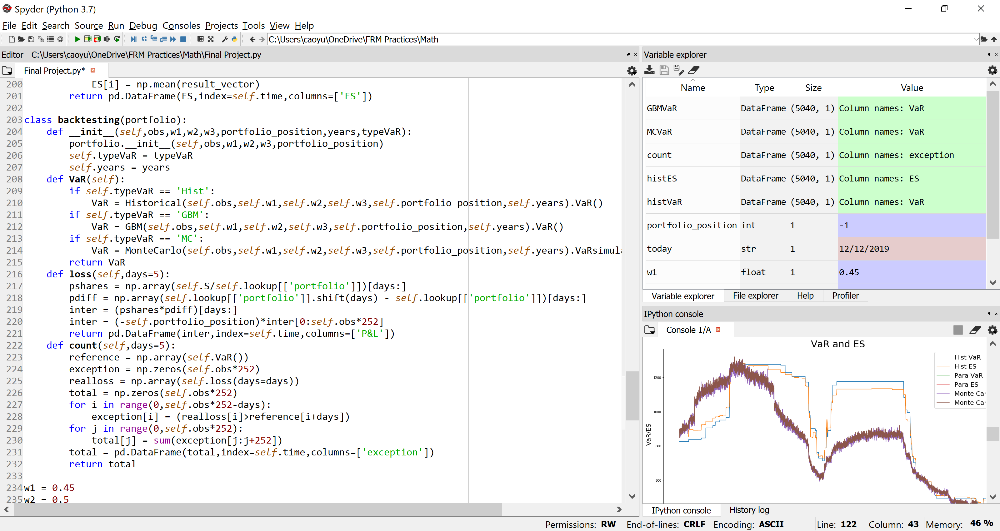 Spyder (Python 3.7)
File Edit Search Source Run Debug Consoles Projects Tools View Help
C:\Users\caoyu\OneDrive\FRM Practices\Math
Editor - C:\Users\caoyu\OneDrive\FRM Practices\Math\Final Project.py
Final Project.py*
200 ES[i] = np.mean(result_vector)
201 return pd.DataFrame(ES,index=self.time,columns=['ES'])
202
203 class backtesting(portfolio):
204 def __init__(self,obs,w1,w2,w3,portfolio_position,years,typeVaR):
205 portfolio.__init__(self,obs,w1,w2,w3,portfolio_position)
206 self.typeVaR = typeVaR
207 self.years = years
208 def VaR(self):
209 if self.typeVaR == 'Hist':
210 VaR = Historical(self.obs,self.w1,self.w2,self.w3,self.portfolio_position,self.years).VaR()
211 if self.typeVaR == 'GBM':
212 VaR = GBM(self.obs,self.w1,self.w2,self.w3,self.portfolio_position,self.years).VaR()
213 if self.typeVaR == 'MC':
214 VaR = MonteCarlo(self.obs,self.w1,self.w2,self.w3,self.portfolio_position,self.years).VaRsimul
215 return VaR
216 def loss(self,days=5):
217 pshares = np.array(self.S/self.lookup[['portfolio']])[days:]
218 pdiff = np.array(self.lookup[['portfolio']].shift(days) - self.lookup[['portfolio']])[days:]
219 inter = (pshares*pdiff)[days:]
220 inter = (-self.portfolio_position)*inter[0:self.obs*252]
221 return pd.DataFrame(inter,index=self.time,columns=['P&L'])
222 def count(self,days=5):
223 reference = np.array(self.VaR())
224 exception = np.zeros(self.obs*252)
225 realloss = np.array(self.loss(days=days))
226 total = np.zeros(self.obs*252)
227 for i in range(0,self.obs*252-days):
228 exception[i] = (realloss[i]>reference[i+days])
229 for j in range(0,self.obs*252):
230 total[j] = sum(exception[j:j+252])
231 total = pd.DataFrame(total,index=self.time,columns=['exception'])
232 return total
233
234 w1 = 0.45
235 w2 = 0.5
Variable explorer
Name Type Size Value
GBMVaR DataFrame (5040, 1) Column names: VaR
MCVaR DataFrame (5040, 1) Column names: VaR
count DataFrame (5040, 1) Column names: exception
histES DataFrame (5040, 1) Column names: ES
histVaR DataFrame (5040, 1) Column names: VaR
portfolio_position int 1 -1
today str 1 12/12/2019
w1 float 1 0.45
Variable explorer File explorer Help Profiler
IPython console
Console 1/A
VaR and ES
Hist VaR
Hist ES
Para VaR
Para ES
Monte Car
Monte Car
1200
1000
800
600
VaR/ES
IPython console History log
Permissions: RW End-of-lines: CRLF Encoding: ASCII Line: 122 Column: 43 Memory: 46 %